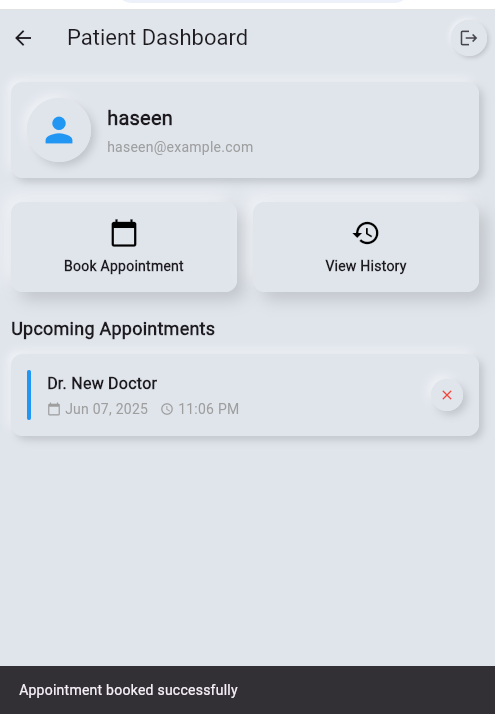 Patient Dashboard
haseen
haseen@example.com
Book Appointment
View History
Upcoming Appointments
Dr. New Doctor
Jun 07, 2025 11:06 PM
Appointment booked successfully